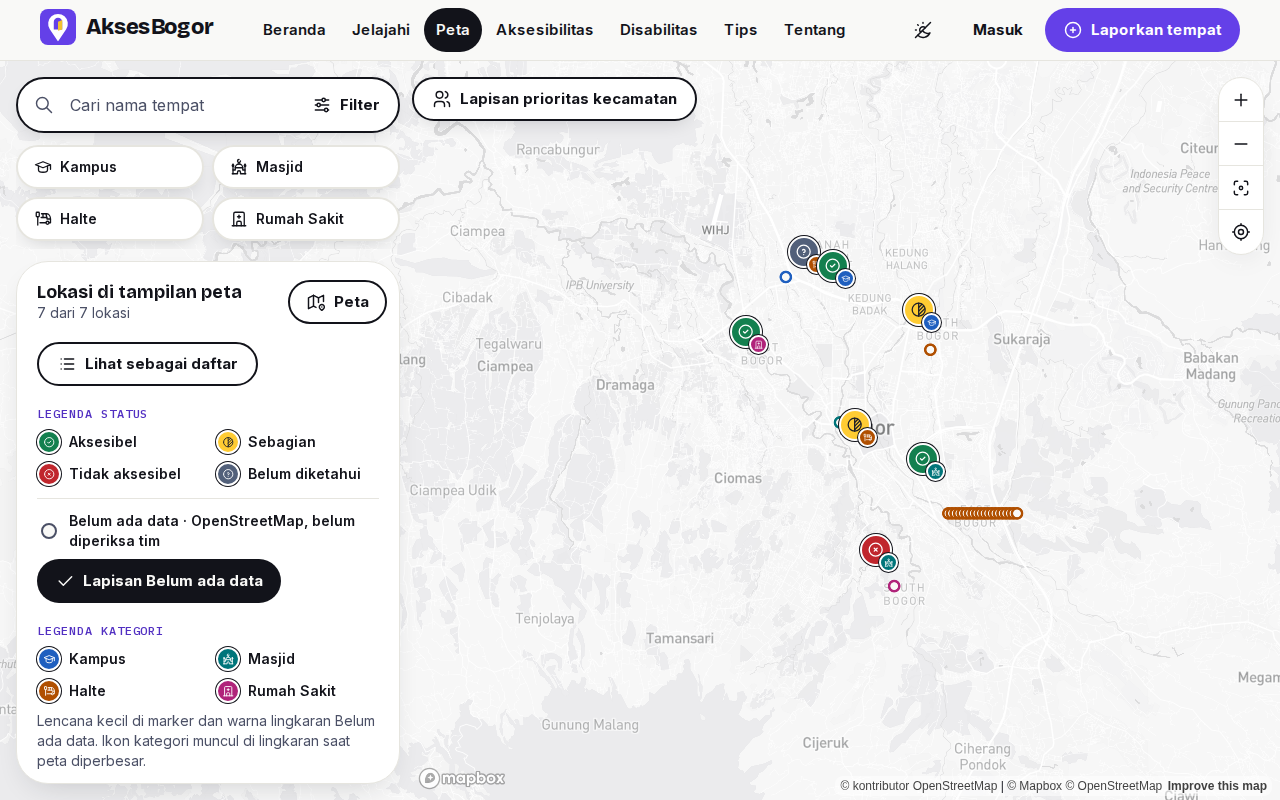 AksesBogor
Beranda
Jelajahi
Peta
Aksesibilitas
Disabilitas
Tips
Tentang
Masuk
Laporkan tempat
Cari nama tempat
Filter
Lapisan prioritas kecamatan
Kampus
Masjid
Halte
Rumah Sakit
Lokasi di tampilan peta
7 dari 7 lokasi
Peta
Lihat sebagai daftar
LEGENDA STATUS
Aksesibel
Sebagian
Tidak aksesibel
Belum diketahui
Belum ada data · OpenStreetMap, belum
diperiksa tim
Lapisan Belum ada data
LEGENDA KATEGORI
Kampus
Masjid
Halte
Rumah Sakit
Lencana kecil di marker dan warna lingkaran Belum
ada data. Ikon kategori muncul di lingkaran saat
peta diperbesar.
Rancabungur
Indonesia Peace
and Security Centre
Ciampea
WIHJ
KEDUNG
HALANG
IPB University
Cibadak
KEDUNG
BADAK
BOGOR
Sukaraja
Tegalwaru
Ciampea
BOGOR
Babakan
Madang
Dramaga
Ciomas
Ciampea Udik
BOGOR
BOGOR
Tenjolaya
Tamansari
Gunung Malang
Cijeruk
Ciherang
Pondok
mapbox
© kontributor OpenStreetMap | © Mapbox © OpenStreetMap Improve this map